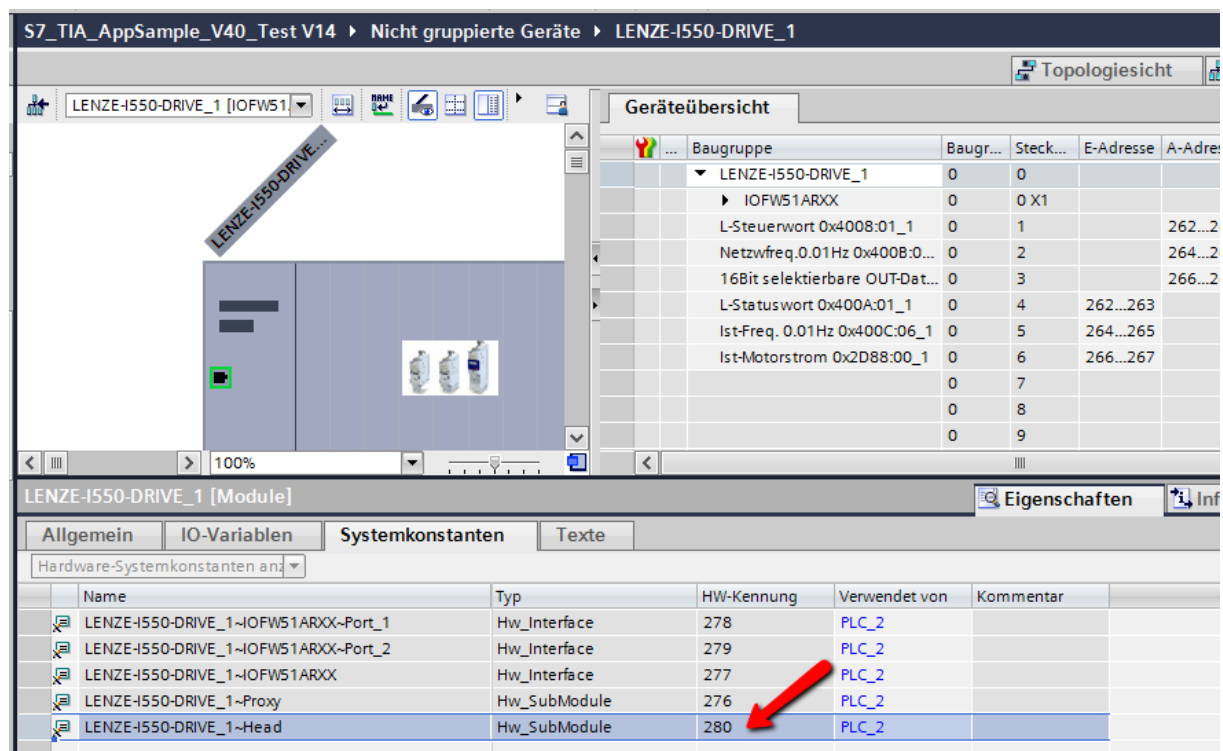 S7_TIA_AppSample_V40_Test V14 ▸ Nicht gruppierte Geräte ▸ LENZE-I550-DRIVE_1
Topologiesicht
LENZE-I550-DRIVE_1 [IOFW51.
Geräteübersicht
LENZE-I550-DRIVE...
... Baugruppe Baugr... Steck... E-Adresse A-Adres
LENZE-I550-DRIVE_1 0 0
IOFW51ARXX 0 0 X1
L-Steuerwort 0x4008:01_1 0 1 262...2
Netzwfreq.0.01Hz 0x400B:0... 0 2 264...2
16Bit selektierbare OUT-Dat... 0 3 266...2
L-Statuswort 0x400A:01_1 0 4 262...263
Ist-Freq. 0.01Hz 0x400C:06_1 0 5 264...265
Ist-Motorstrom 0x2D88:00_1 0 6 266...267
0 7
0 8
0 9
100%
LENZE-I550-DRIVE_1 [Module]
Eigenschaften Inf
Allgemein IO-Variablen Systemkonstanten Texte
Hardware-Systemkonstanten anz
Name Typ HW-Kennung Verwendet von Kommentar
LENZE-I550-DRIVE_1~IOFW51ARXX~Port_1 Hw_Interface 278 PLC_2
LENZE-I550-DRIVE_1~IOFW51ARXX~Port_2 Hw_Interface 279 PLC_2
LENZE-I550-DRIVE_1~IOFW51ARXX Hw_Interface 277 PLC_2
LENZE-I550-DRIVE_1~Proxy Hw_SubModule 276 PLC_2
LENZE-I550-DRIVE_1~Head Hw_SubModule 280 PLC_2